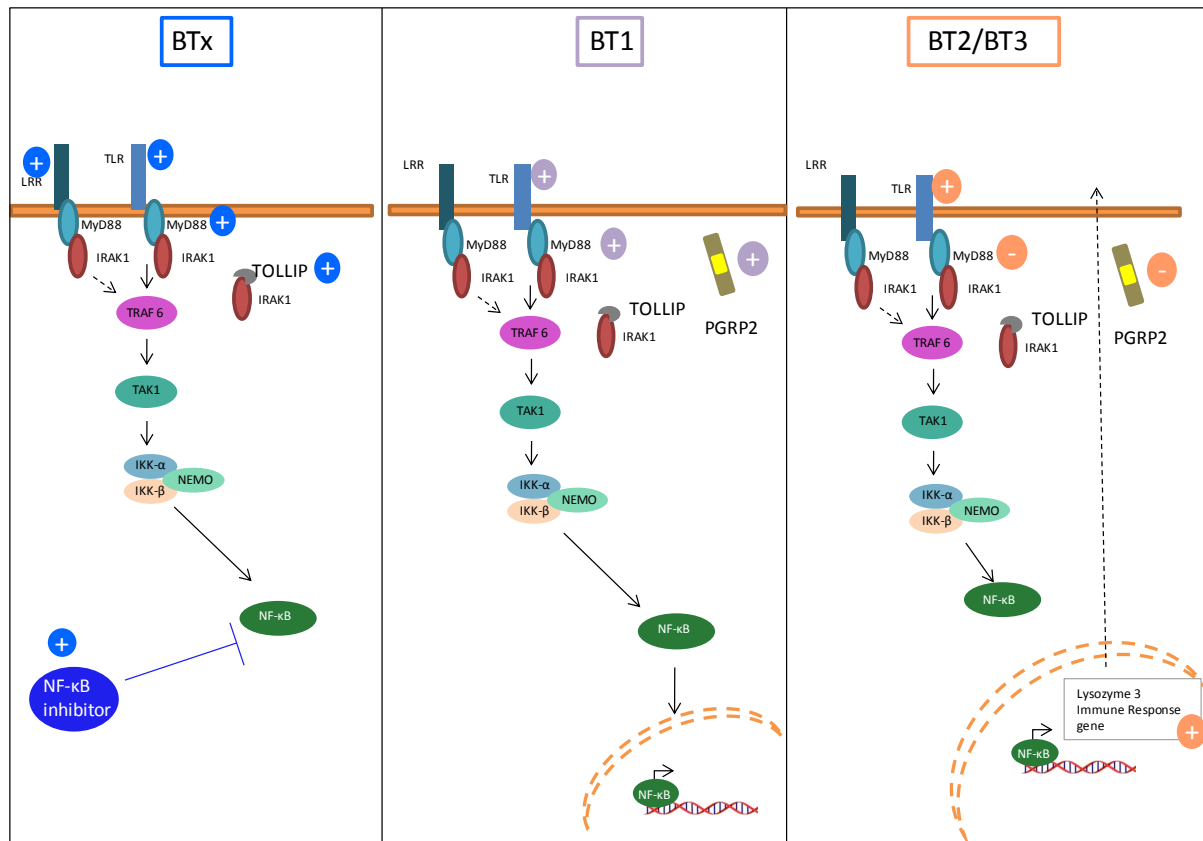 BTx
+
TLR
+
+
LRR
MyD88
MyD88
+
IRAK1
IRAK1
TOLLIP
+
IRAK1
TRAF 6
TAK1
IKK-α
NEMO
IKK-β
NF-κB
+
NF-κB
inhibitor
BT1
LRR
TLR
+
MyD88
MyD88
+
IRAK1
IRAK1
+
TOLLIP
IRAK1
PGRP2
TRAF 6
TAK1
IKK-α
NEMO
IKK-β
NF-κB
NF-κB
BT2/BT3
LRR
TLR
+
MyD88
MyD88
-
IRAK1
IRAK1
-
TOLLIP
IRAK1
PGRP2
TRAF 6
TAK1
IKK-α
NEMO
IKK-β
NF-κB
Lysozyme 3
Immune Response
gene
+
NF-κB